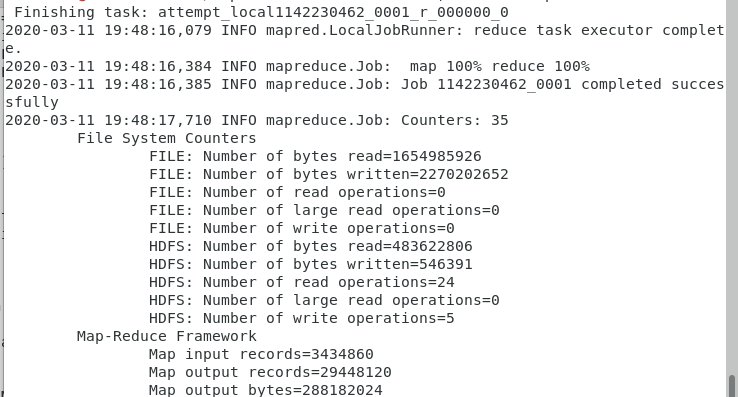 Finishing task: attempt_local1142230462_0001_r_000000_0
2020-03-11 19:48:16,079 INFO mapred.LocalJobRunner: reduce task executor complet
e.
2020-03-11 19:48:16,384 INFO mapreduce.Job:  map 100% reduce 100%
2020-03-11 19:48:16,385 INFO mapreduce.Job: Job 1142230462_0001 completed succes
sfully
2020-03-11 19:48:17,710 INFO mapreduce.Job: Counters: 35
        File System Counters
                FILE: Number of bytes read=1654985926
                FILE: Number of bytes written=2270202652
                FILE: Number of read operations=0
                FILE: Number of large read operations=0
                FILE: Number of write operations=0
                HDFS: Number of bytes read=483622806
                HDFS: Number of bytes written=546391
                HDFS: Number of read operations=24
                HDFS: Number of large read operations=0
                HDFS: Number of write operations=5
        Map-Reduce Framework
                Map input records=3434860
                Map output records=29448120
                Map output bytes=288182024